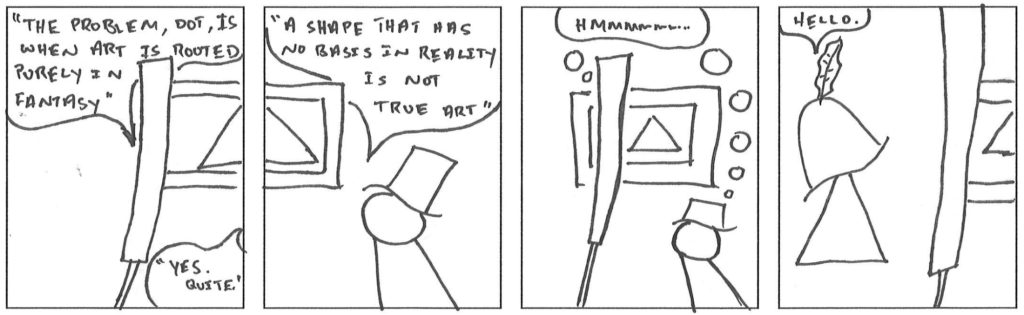 "THE PROBLEM, DOT, IS
WHEN ART IS ROOTED
PURELY IN
FANTASY"
"YES.
QUITE."
"A SHAPE THAT HAS
NO BASIS IN REALITY
IS NOT
TRUE ART"
HMMMMMM...
HELLO.